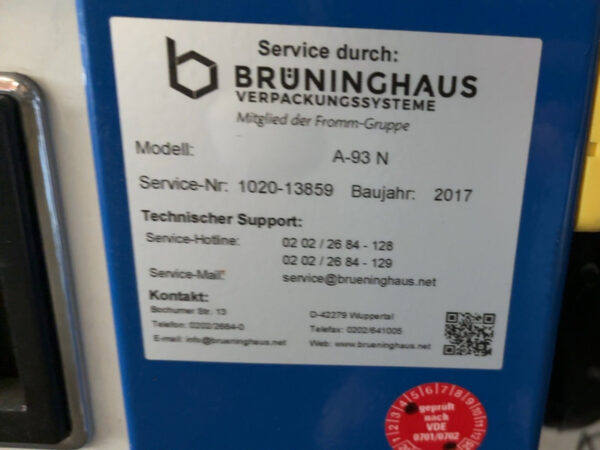 Service durch:
BRÜNINGHAUS
VERPACKUNGSSYSTEME
Mitglied der Fromm-Gruppe
Modell: A-93 N
Service-Nr: 1020-13859 Baujahr: 2017
Technischer Support:
Service-Hotline: 02 02 / 26 84 - 128
02 02 / 26 84 - 129
Service-Mail: service@brueninghaus.net
Kontakt:
Bochumer Str. 13 D-42279 Wuppertal
Telefon: 0202/2684-0 Telefax: 0202/641005
E-mail: info@brueninghaus.net Web: www.brueninghaus.net
geprüft
nach
VDE
0701/0702